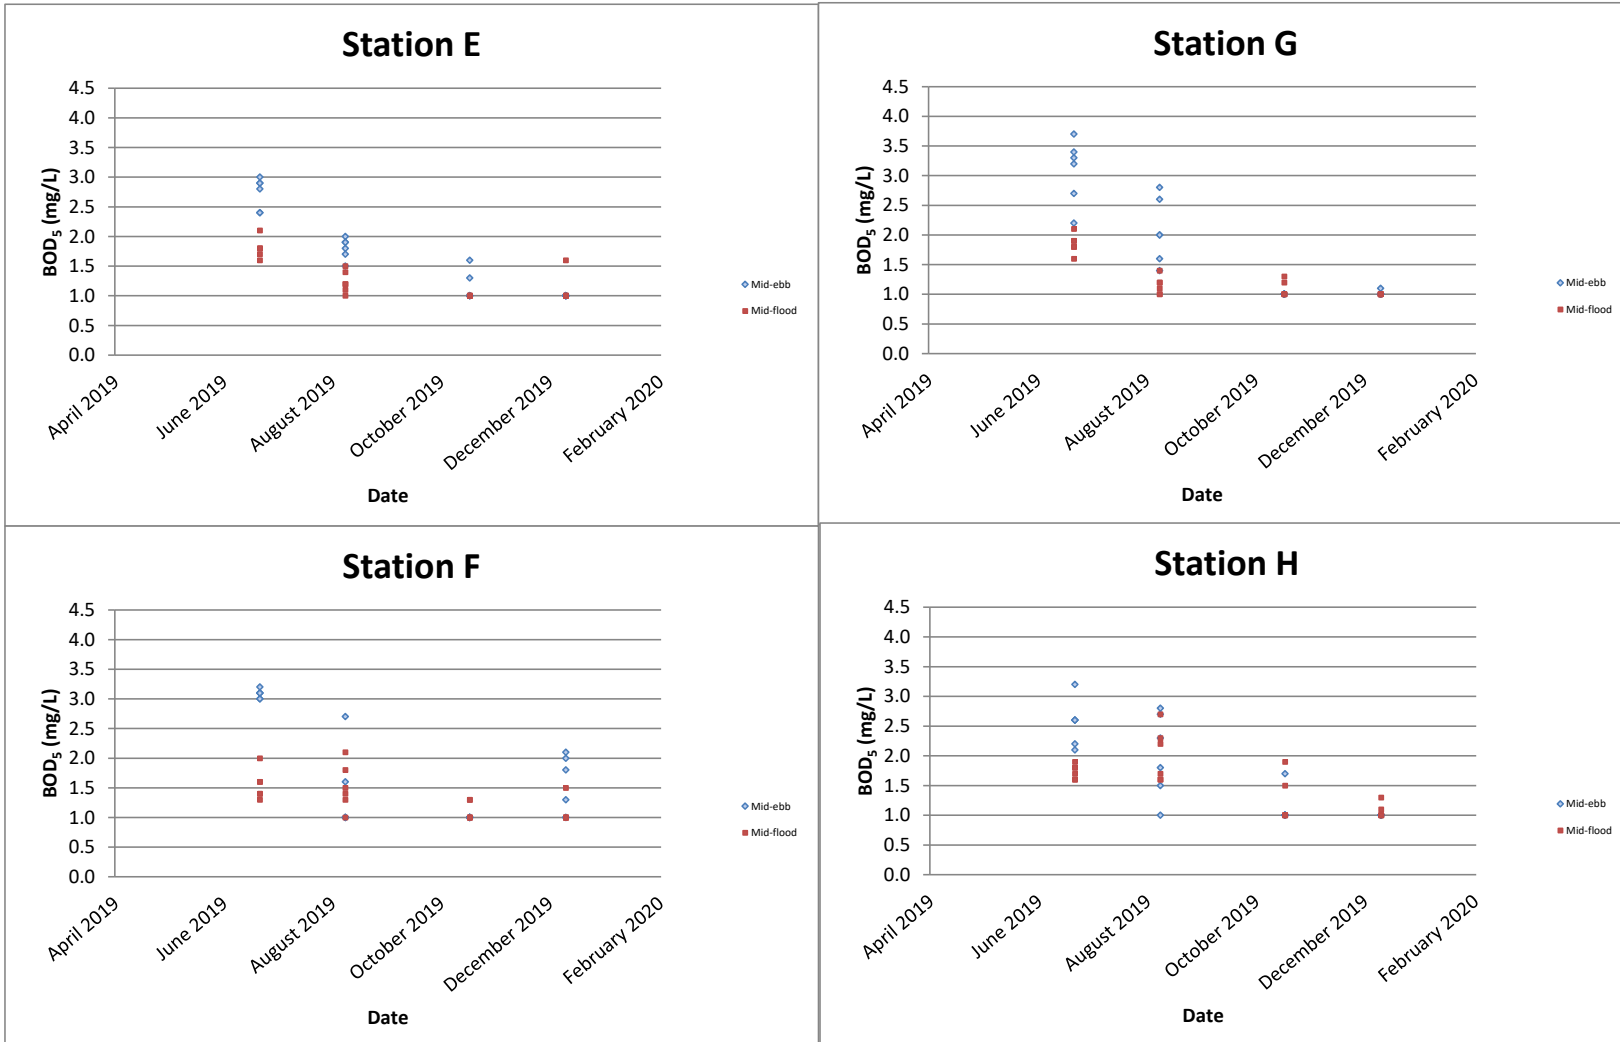 Station E
4.5
4.0
3.5
3.0
2.5
2.0
1.5
1.0
0.5
0.0
BOD5 (mg/L)
April 2019
June 2019
August 2019
October 2019
December 2019
February 2020
Date
Mid-ebb
Mid-flood
Station G
4.5
4.0
3.5
3.0
2.5
2.0
1.5
1.0
0.5
0.0
BOD5 (mg/L)
April 2019
June 2019
August 2019
October 2019
December 2019
February 2020
Date
Mid-ebb
Mid-flood
Station F
4.5
4.0
3.5
3.0
2.5
2.0
1.5
1.0
0.5
0.0
BOD5 (mg/L)
April 2019
June 2019
August 2019
October 2019
December 2019
February 2020
Date
Mid-ebb
Mid-flood
Station H
4.5
4.0
3.5
3.0
2.5
2.0
1.5
1.0
0.5
0.0
BOD5 (mg/L)
April 2019
June 2019
August 2019
October 2019
December 2019
February 2020
Date
Mid-ebb
Mid-flood